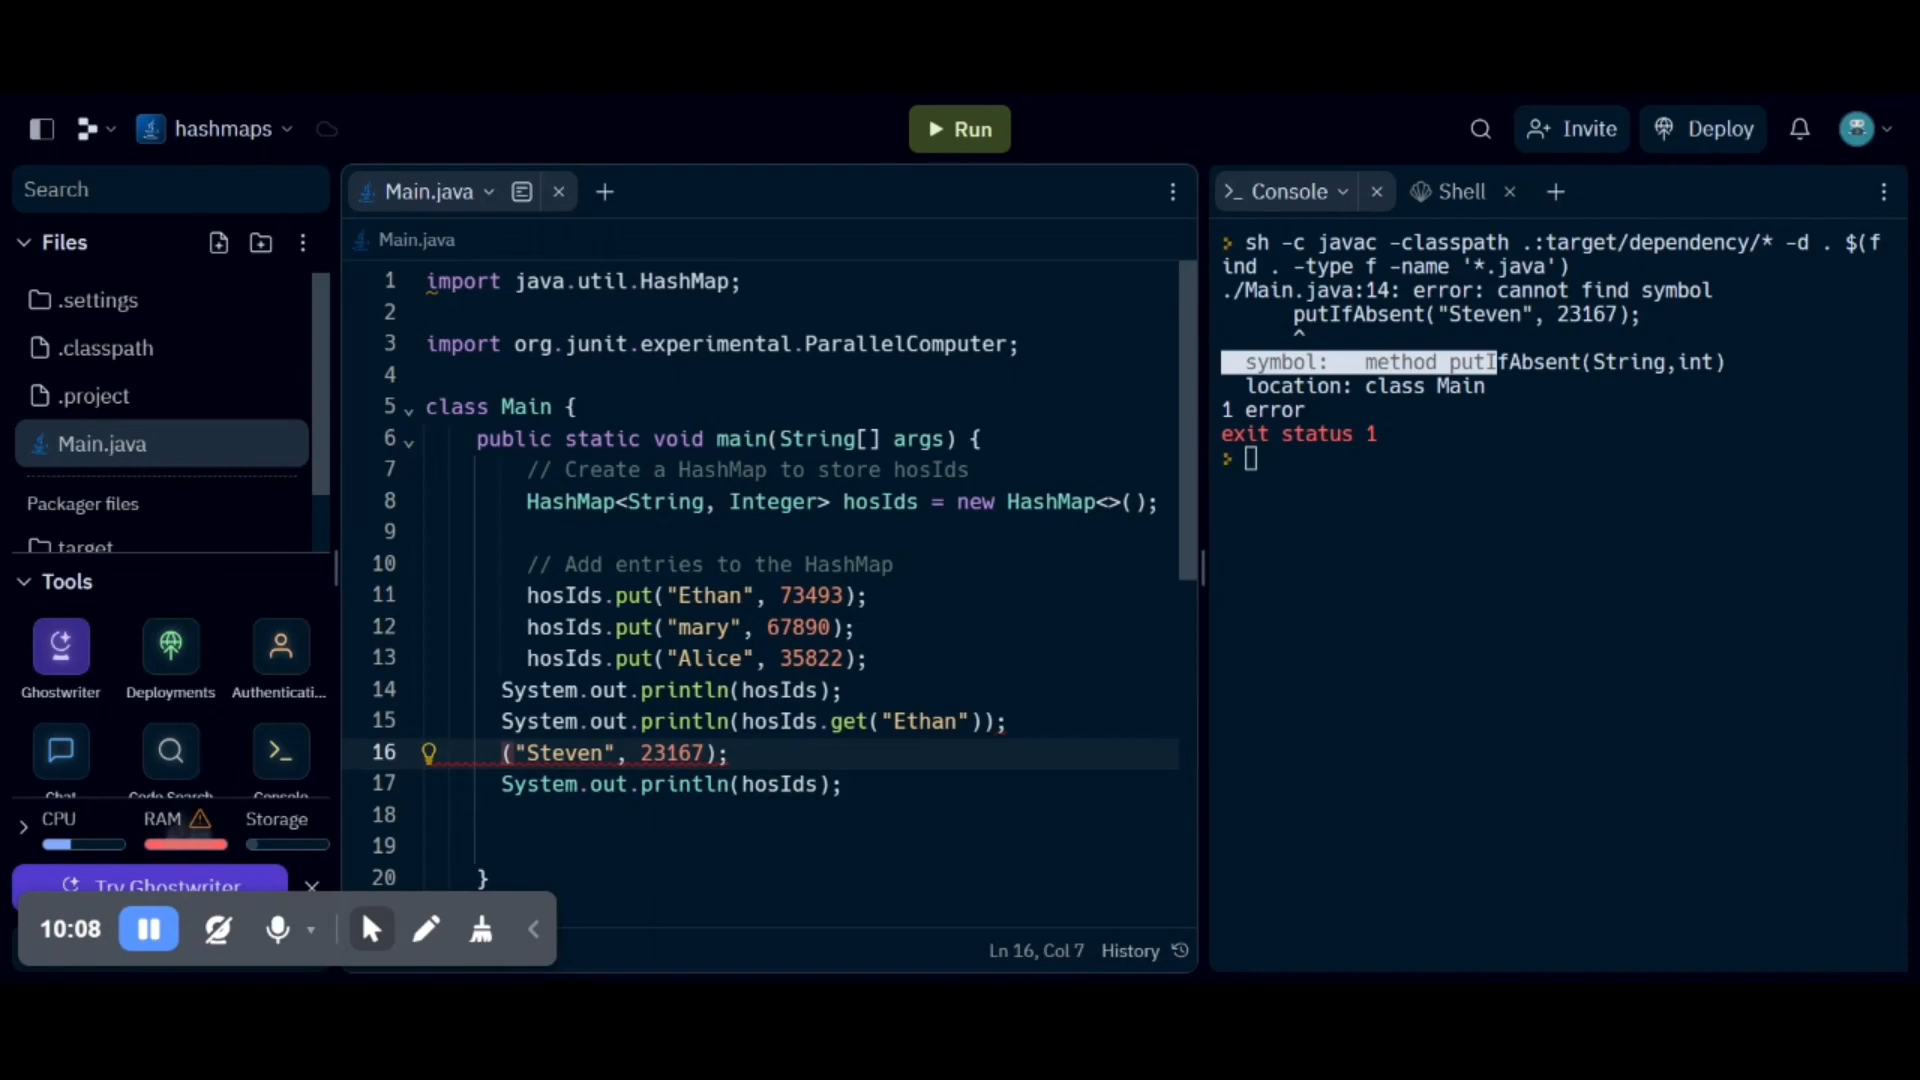 hashmaps
Run
Invite
Deploy
Search
Files
.settings
.classpath
.project
Main.java
Packager files
target
Tools
Ghostwriter
Deployments
Authenticati...
Chat
Code Search
Console
CPU
RAM
Storage
Try Ghostwriter
10:08
Main.java
Main.java
1 import java.util.HashMap;
2
3 import org.junit.experimental.ParallelComputer;
4
5 class Main {
6 public static void main(String[] args) {
7 // Create a HashMap to store hosIds
8 HashMap<String, Integer> hosIds = new HashMap<>();
9
10 // Add entries to the HashMap
11 hosIds.put("Ethan", 73493);
12 hosIds.put("mary", 67890);
13 hosIds.put("Alice", 35822);
14 System.out.println(hosIds);
15 System.out.println(hosIds.get("Ethan"));
16 ("Steven", 23167);
17 System.out.println(hosIds);
18
19
20 }
Ln 16, Col 7 History
>_ Console
Shell
> sh -c javac -classpath .:target/dependency/* -d . $(f
ind . -type f -name '*.java')
./Main.java:14: error: cannot find symbol
putIfAbsent("Steven", 23167);
^
symbol: method putIfAbsent(String,int)
location: class Main
1 error
exit status 1
>